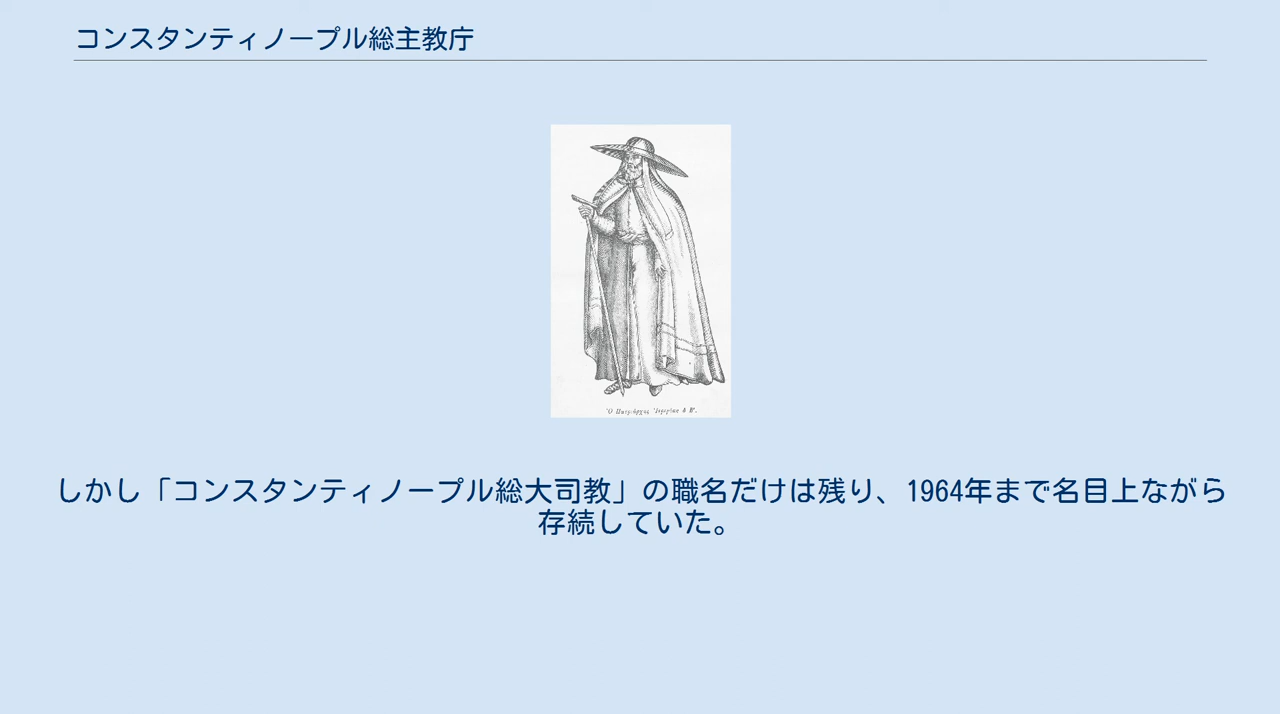 コンスタンティノープル総主教庁
Ὁ Πατριάρχης Ἱερεμίας ὁ Β'.
しかし「コンスタンティノープル総大司教」の職名だけは残り、1964年まで名目上ながら
存続していた。